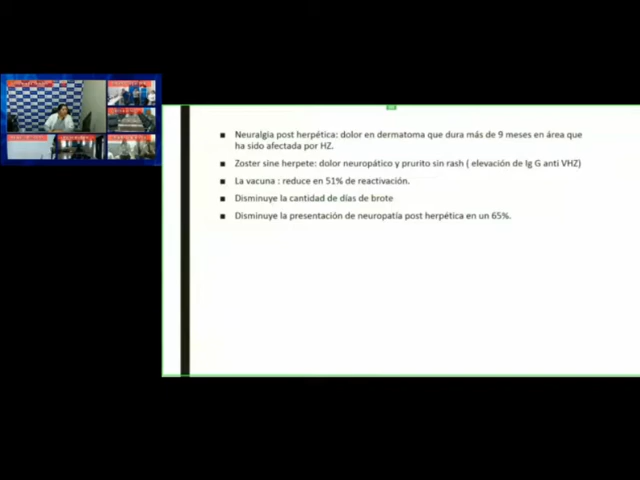 Neuralgia post herpética: dolor en dermatoma que dura más de 9 meses en área que
ha sido afectada por HZ.
Zoster sine herpete: dolor neuropático y prurito sin rash ( elevación de Ig G anti VHZ)
La vacuna : reduce en 51% de reactivación.
Disminuye la cantidad de días de brote
Disminuye la presentación de neuropatía post herpética en un 65%.